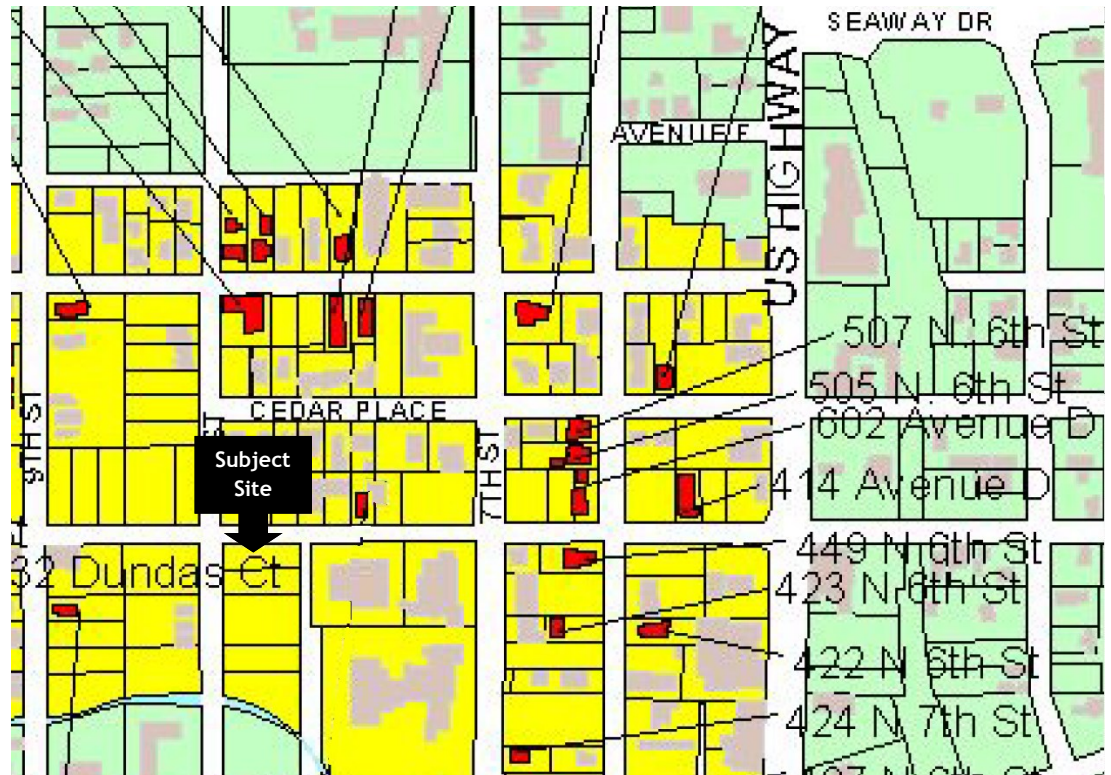 SEAWAY DR
US HIGHWAY
AVENUE F
507 N. 6th St
505 N. 6th St
CEDAR PLACE
602 Avenue D
9TH ST
7TH ST
Subject
Site
414 Avenue D
449 N 6th St
32 Dundas Ct
423 N 6th St
422 N 6th St
424 N 7th St